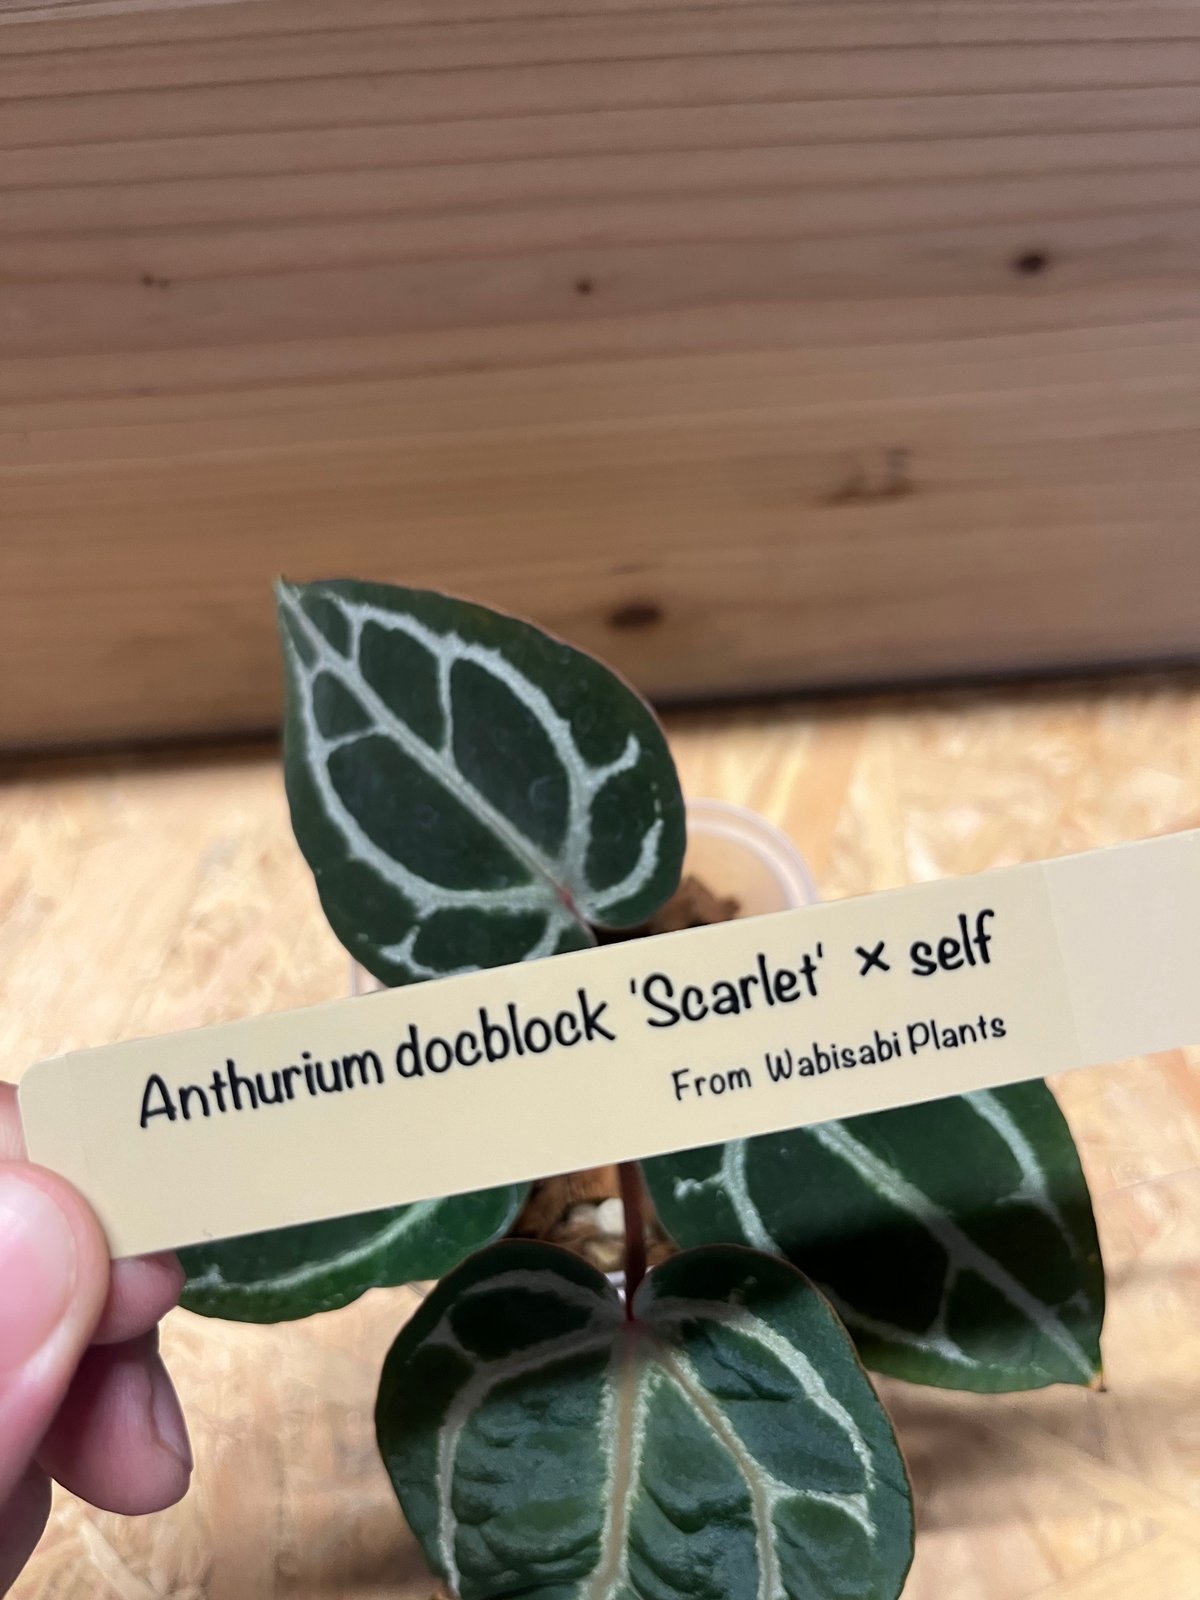 Anthurium docblock 'Scarlet' × self
From Wabisabi Plants